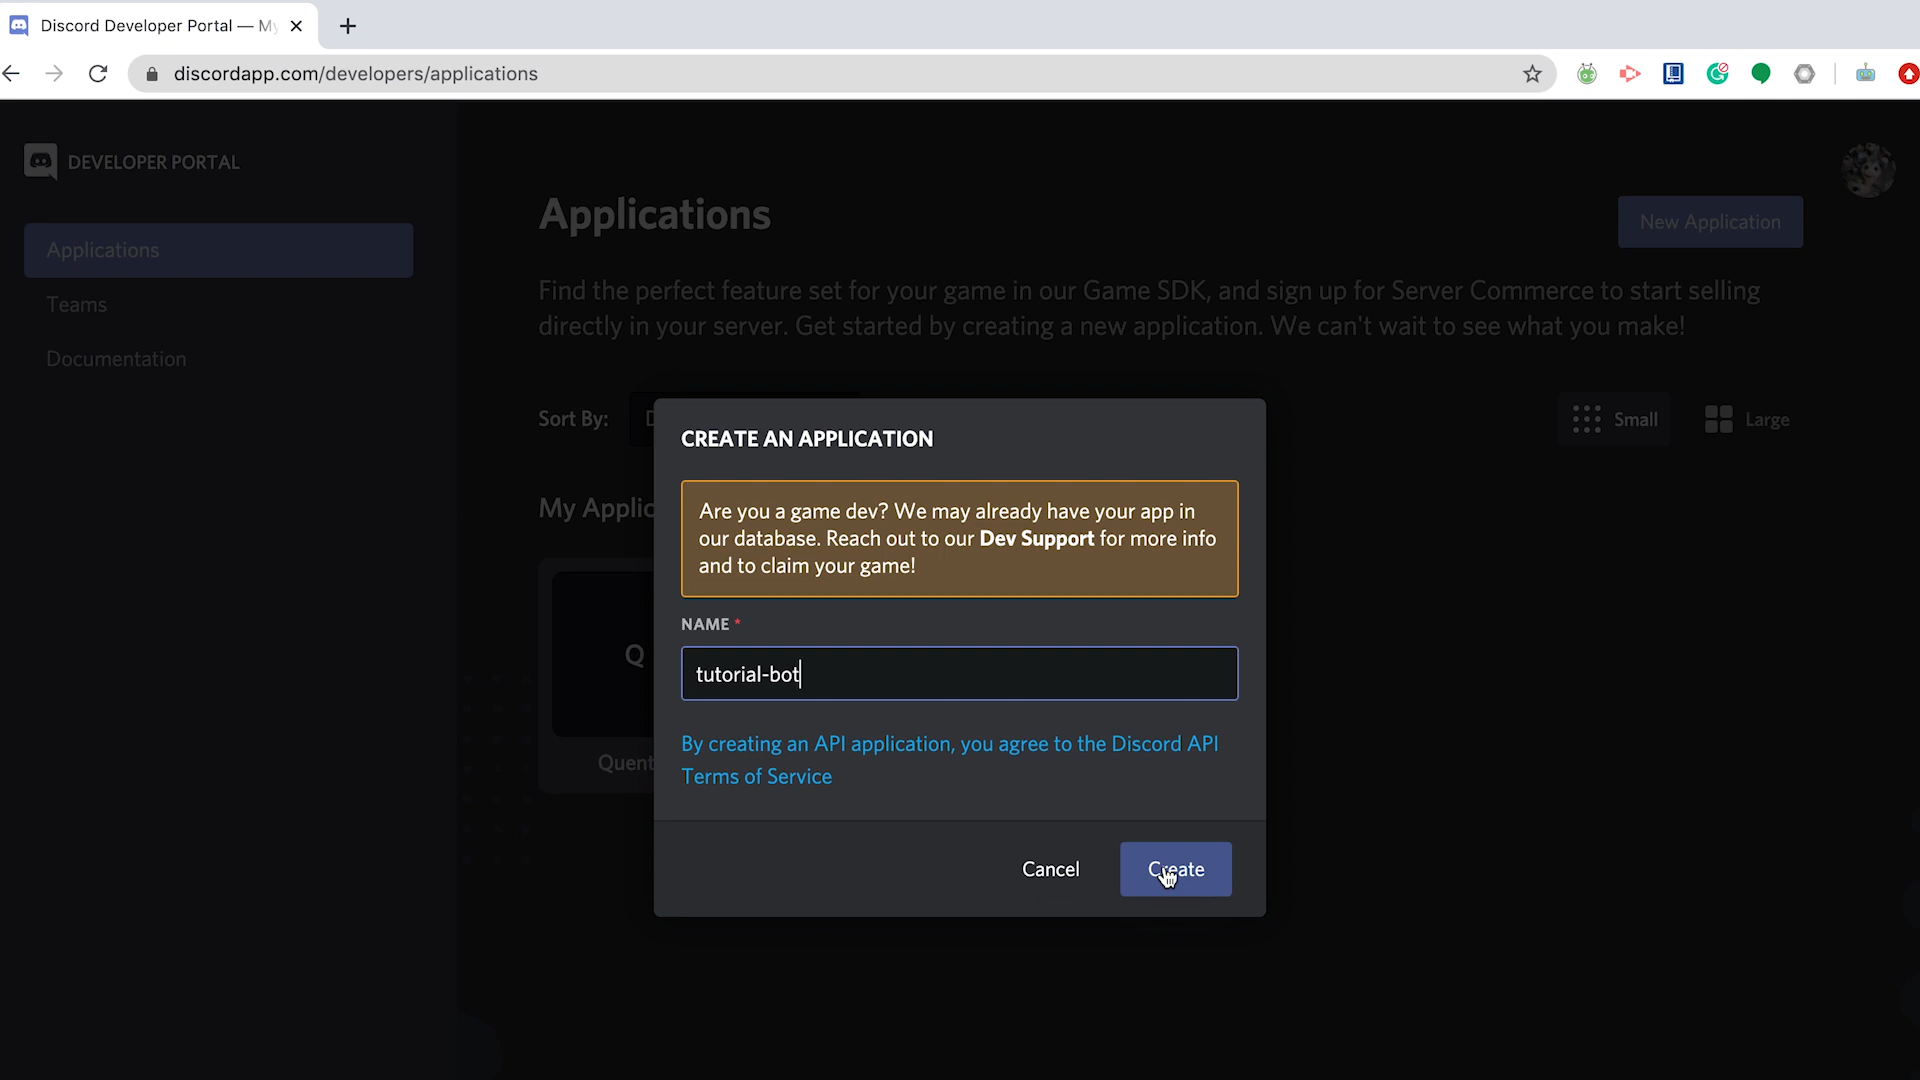 Discord Developer Portal — My
discordapp.com/developers/applications
DEVELOPER PORTAL
Applications
Teams
Documentation
Applications
New Application
Find the perfect feature set for your game in our Game SDK, and sign up for Server Commerce to start selling
directly in your server. Get started by creating a new application. We can't wait to see what you make!
Sort By:
Small
Large
My Applic
Q
Quent
CREATE AN APPLICATION
Are you a game dev? We may already have your app in
our database. Reach out to our Dev Support for more info
and to claim your game!
NAME *
tutorial-bot
By creating an API application, you agree to the Discord API
Terms of Service
Cancel
Create